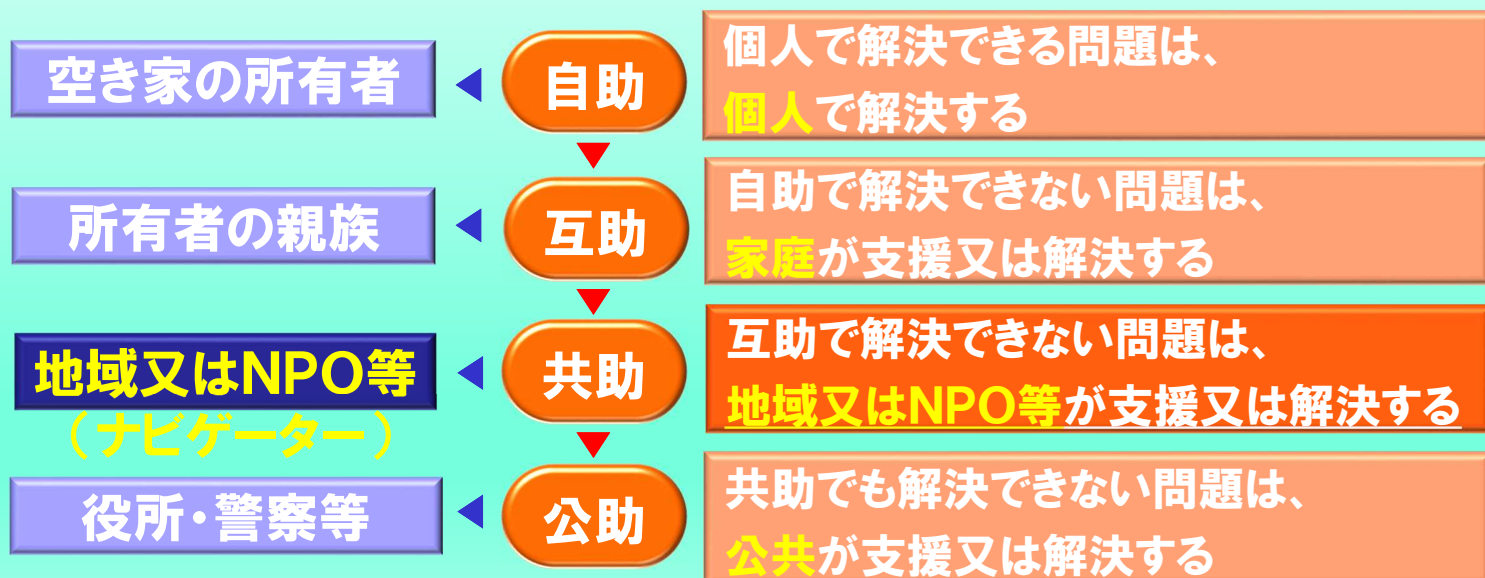 空き家の所有者
自助
個人で解決できる問題は、
個人で解決する
所有者の親族
互助
自助で解決できない問題は、
家庭が支援又は解決する
地域又はNPO等
（ナビゲーター）
共助
互助で解決できない問題は、
地域又はNPO等が支援又は解決する
役所・警察等
公助
共助でも解決できない問題は、
公共が支援又は解決する